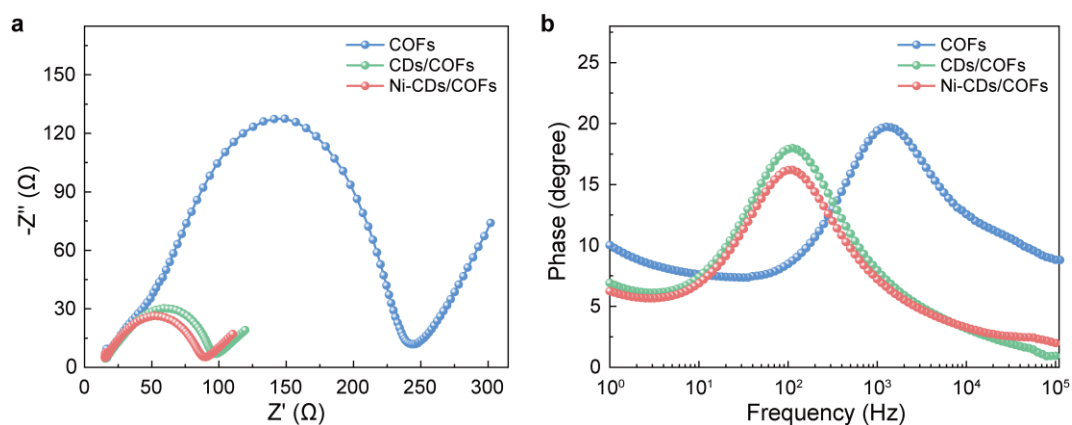 a
COFs
CDs/COFs
Ni-CDs/COFs
-Z'' (Ω)
150
120
90
60
30
0
0 50 100 150 200 250 300
Z' (Ω)
b
COFs
CDs/COFs
Ni-CDs/COFs
Phase (degree)
25
20
15
10
5
0
10⁰ 10¹ 10² 10³ 10⁴ 10⁵
Frequency (Hz)